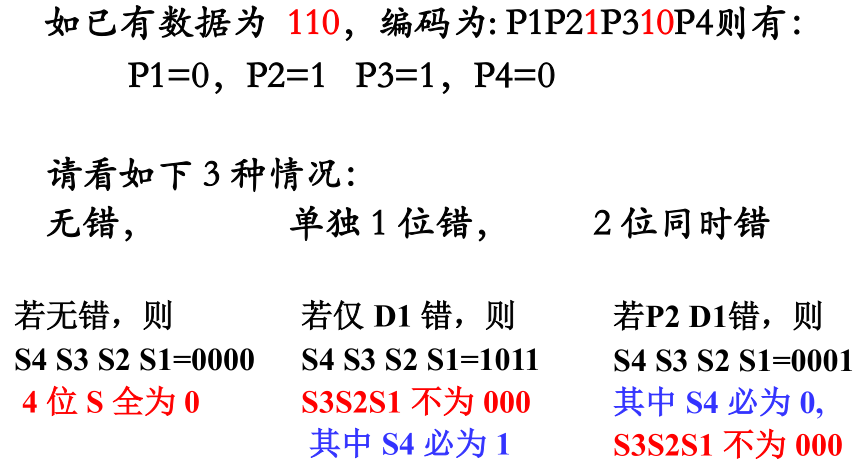 如已有数据为 110，编码为: P1P21P310P4则有：
P1=0，P2=1 P3=1，P4=0
请看如下 3 种情况：
无错， 单独 1 位错， 2 位同时错
若无错，则 若仅 D1 错，则 若P2 D1错，则
S4 S3 S2 S1=0000 S4 S3 S2 S1=1011 S4 S3 S2 S1=0001
4 位 S 全为 0 S3S2S1 不为 000 其中 S4 必为 0,
其中 S4 必为 1 S3S2S1 不为 000